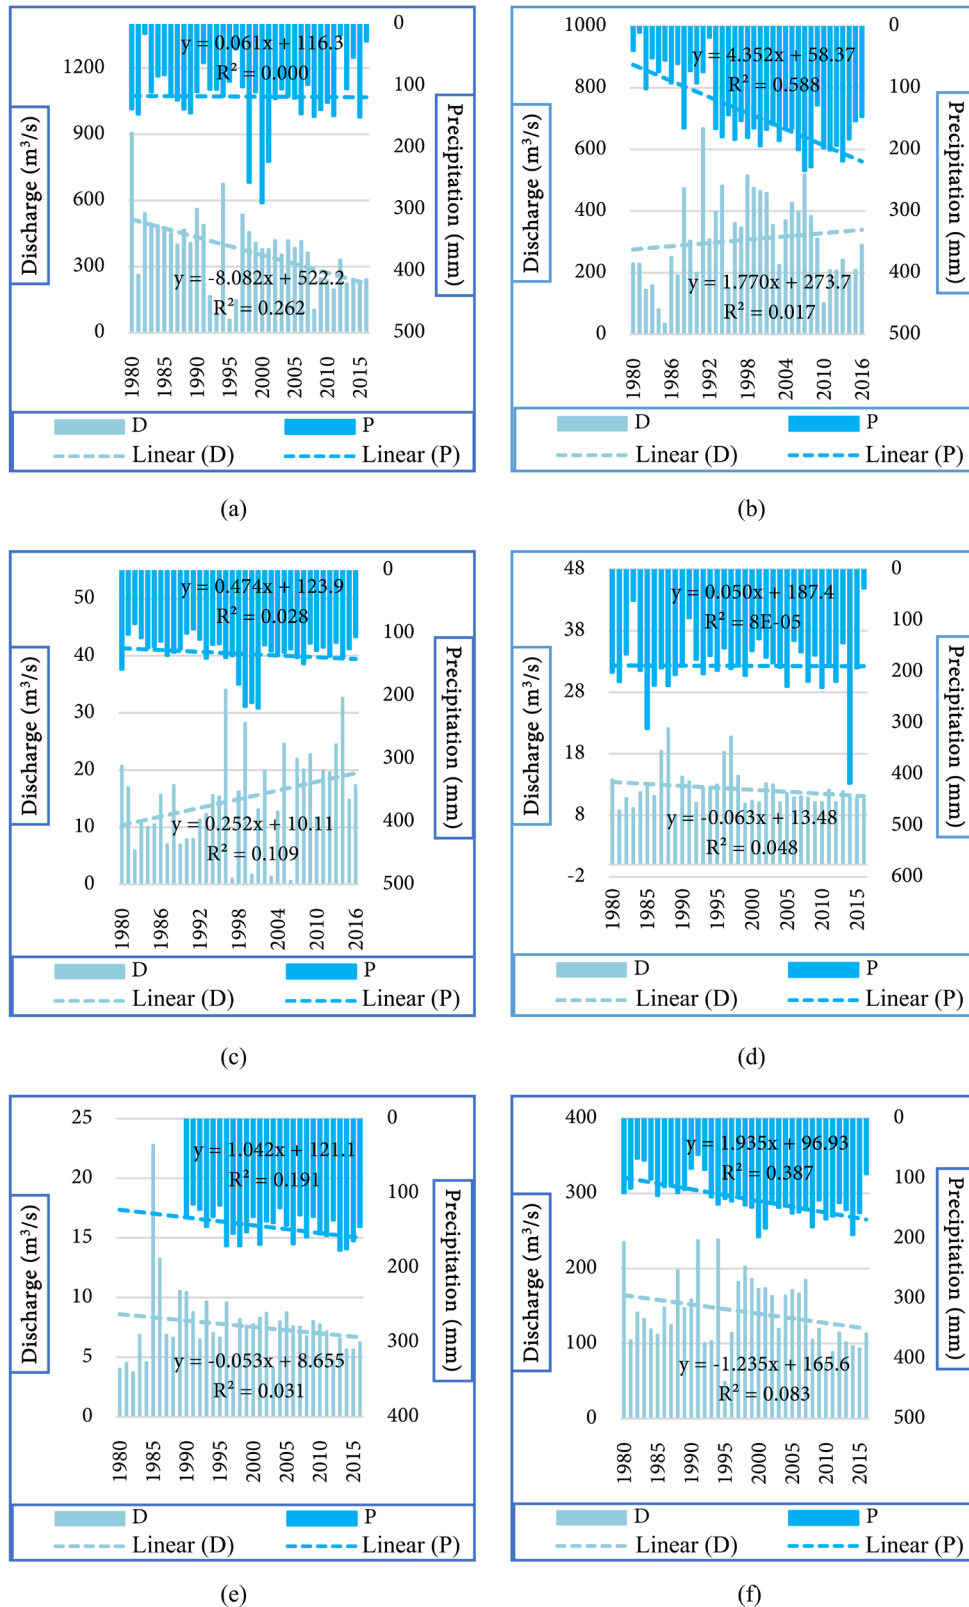 0
1200
900
600
300
0
Discharge (m³/s)
y = 0.061x + 116.3
R² = 0.000
y = -8.082x + 522.2
R² = 0.262
0
100
200
300
400
500
Precipitation (mm)
1980
1985
1990
1995
2000
2005
2010
2015
D
P
Linear (D)
Linear (P)
(a)
1000
800
600
400
200
0
Discharge (m³/s)
y = 4.352x + 58.37
R² = 0.588
y = 1.770x + 273.7
R² = 0.017
0
100
200
300
400
500
Precipitation (mm)
1980
1986
1992
1998
2004
2010
2016
D
P
Linear (D)
Linear (P)
(b)
50
40
30
20
10
0
Discharge (m³/s)
y = 0.474x + 123.9
R² = 0.028
y = 0.252x + 10.11
R² = 0.109
0
100
200
300
400
500
Precipitation (mm)
1980
1986
1992
1998
2004
2010
2016
D
P
Linear (D)
Linear (P)
(c)
48
38
28
18
8
-2
Discharge (m³/s)
y = 0.050x + 187.4
R² = 8E-05
y = -0.063x + 13.48
R² = 0.048
0
100
200
300
400
500
600
Precipitation (mm)
1980
1985
1990
1995
2000
2005
2010
2015
D
P
Linear (D)
Linear (P)
(d)
25
20
15
10
5
0
Discharge (m³/s)
y = 1.042x + 121.1
R² = 0.191
y = -0.053x + 8.655
R² = 0.031
0
100
200
300
400
Precipitation (mm)
1980
1985
1990
1995
2000
2005
2010
2015
D
P
Linear (D)
Linear (P)
(e)
400
300
200
100
0
Discharge (m³/s)
y = 1.935x + 96.93
R² = 0.387
y = -1.235x + 165.6
R² = 0.083
0
100
200
300
400
500
Precipitation (mm)
1980
1985
1990
1995
2000
2005
2010
2015
D
P
Linear (D)
Linear (P)
(f)